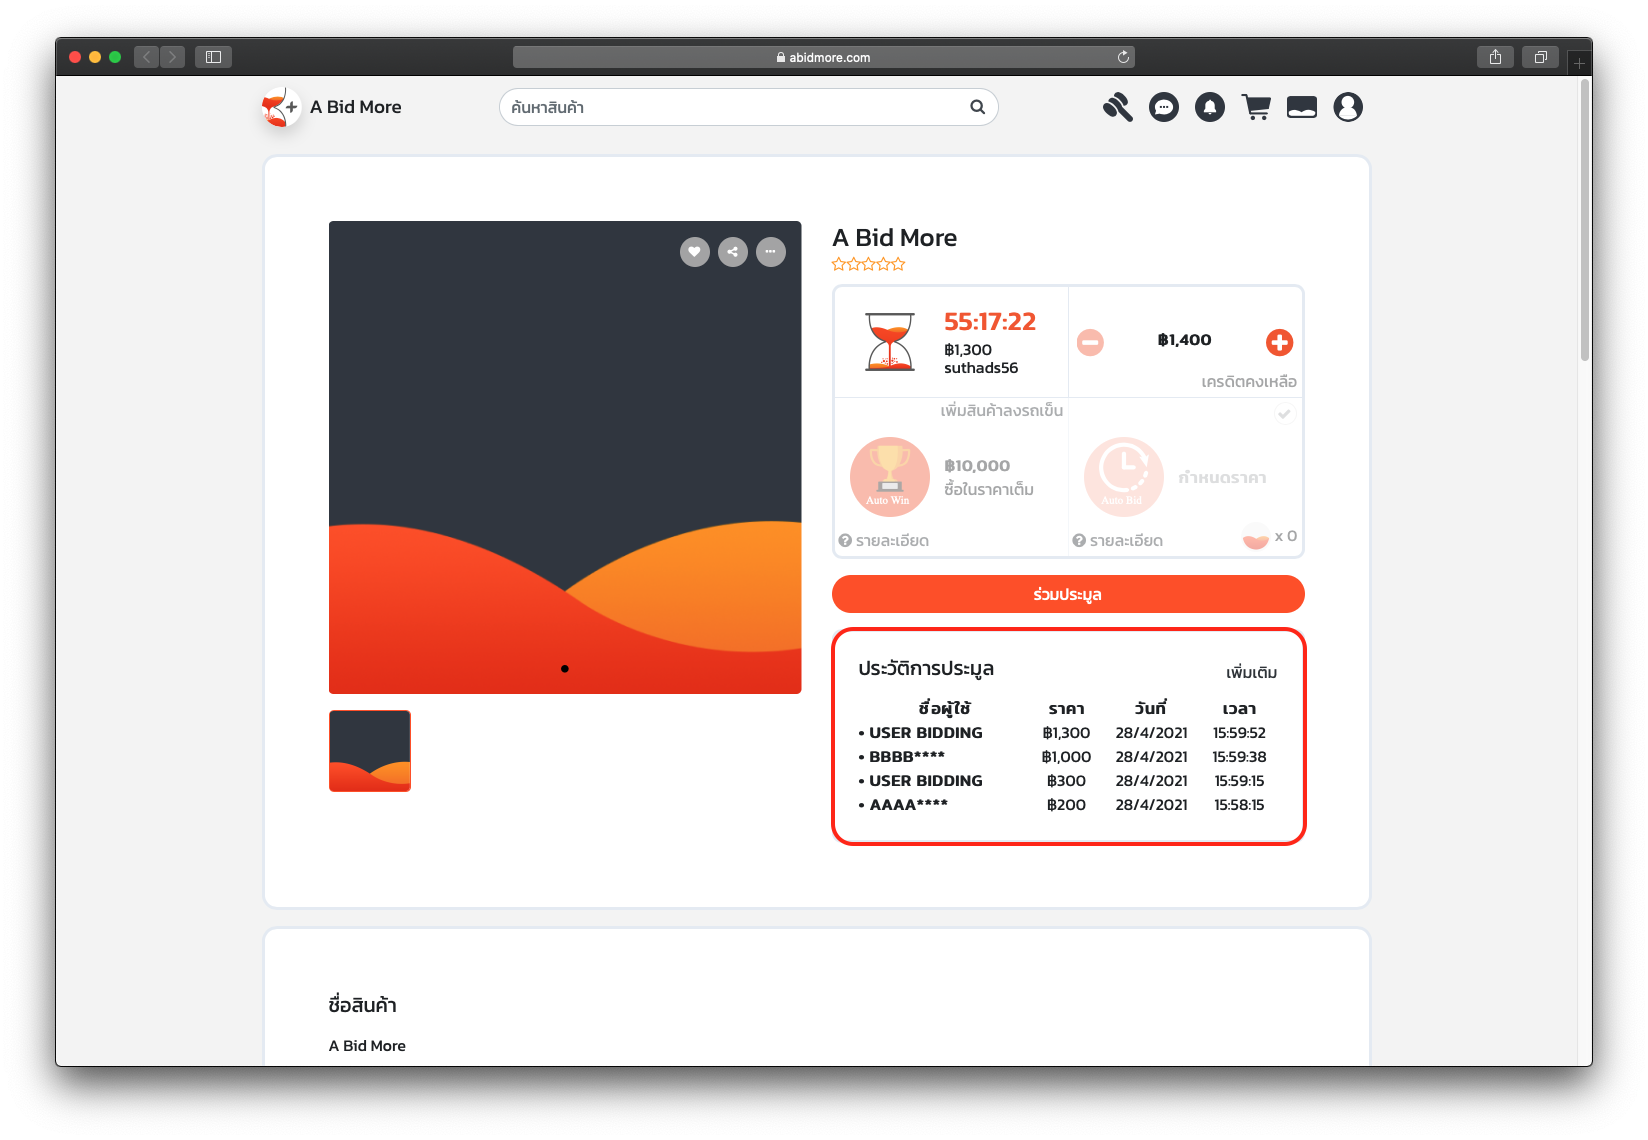 abidmore.com
A Bid More
ค้นหาสินค้า
A Bid More
55:17:22
฿1,300
suthads56
฿1,400
เครดิตคงเหลือ
เพิ่มสินค้าลงรถเข็น
Auto Win
฿10,000
ซื้อในราคาเต็ม
รายละเอียด
Auto Bid
กำหนดราคา
รายละเอียด
x 0
ร่วมประมูล
ประวัติการประมูล เพิ่มเติม
ชื่อผู้ใช้ ราคา วันที่ เวลา
• USER BIDDING ฿1,300 28/4/2021 15:59:52
• BBBB**** ฿1,000 28/4/2021 15:59:38
• USER BIDDING ฿300 28/4/2021 15:59:15
• AAAA**** ฿200 28/4/2021 15:58:15
ชื่อสินค้า
A Bid More